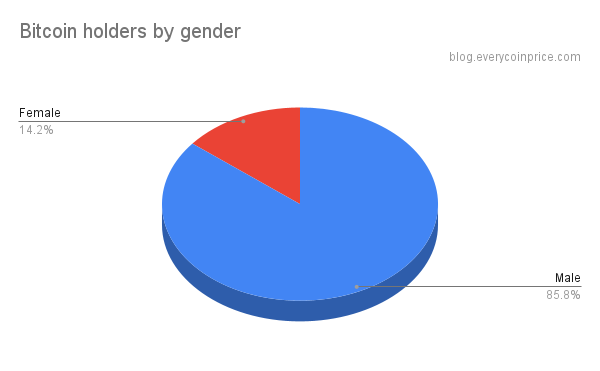 Bitcoin holders by gender
blog.everycoinprice.com
Female
14.2%
Male
85.8%